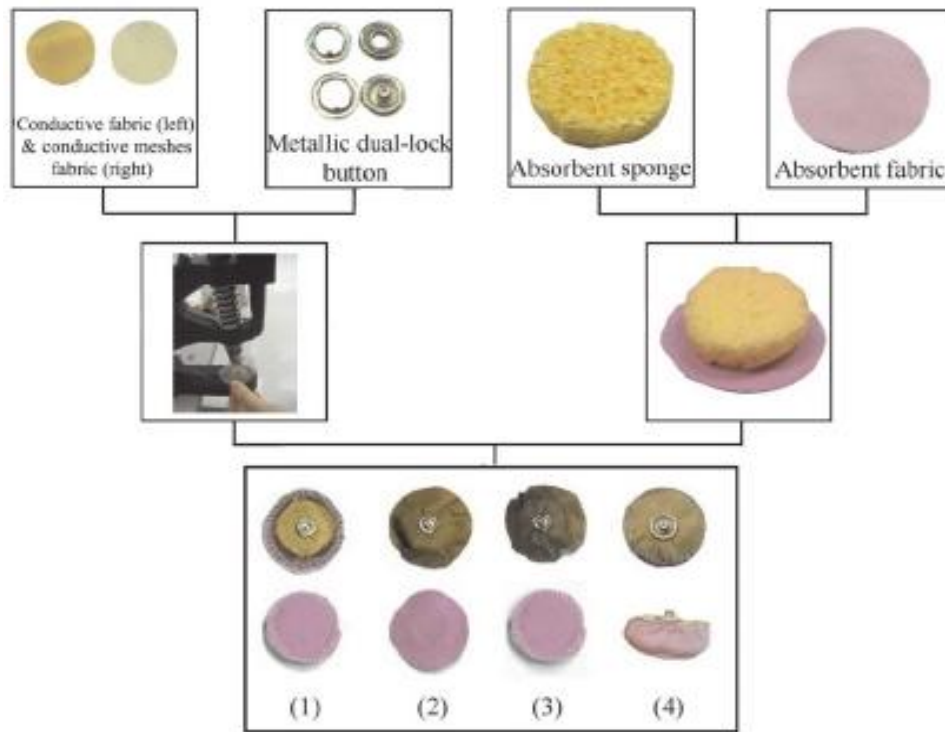 Conductive fabric (left)
& conductive meshes
fabric (right)
Metallic dual-lock
button
Absorbent sponge
Absorbent fabric
(1)
(2)
(3)
(4)